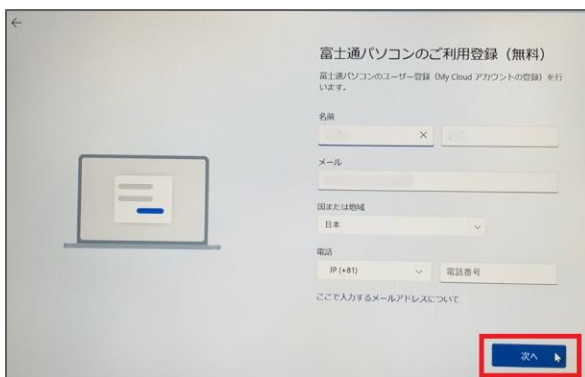 富士通パソコンのご利用登録（無料）
富士通パソコンのユーザー登録（My Cloud アカウントの登録）を行
います。
名前
メール
国または地域
日本
電話
JP (+81)
電話番号
ここで入力するメールアドレスについて
次へ